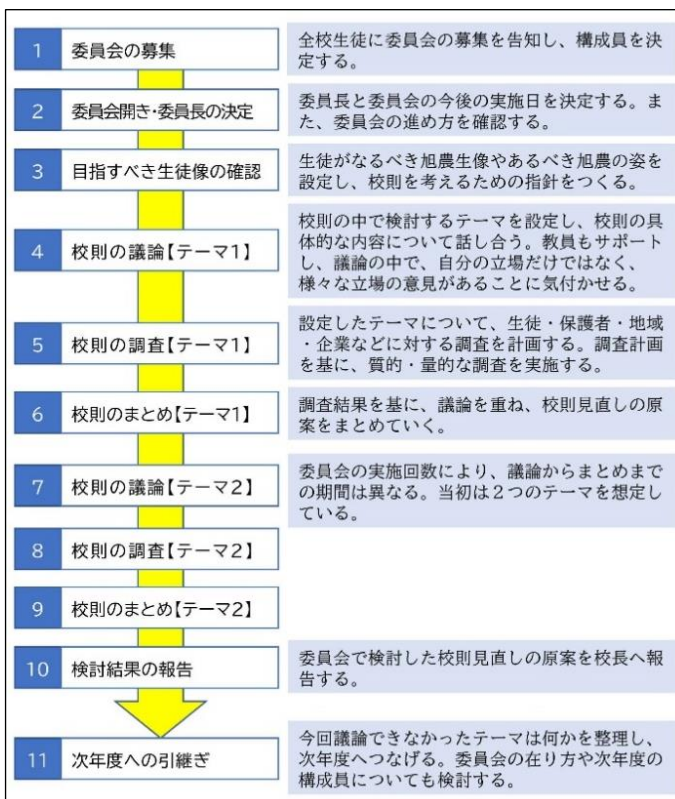 1 委員会の募集
全校生徒に委員会の募集を告知し、構成員を決
定する。
2 委員会開き・委員長の決定
委員長と委員会の今後の実施日を決定する。ま
た、委員会の進め方を確認する。
3 目指すべき生徒像の確認
生徒がなるべき旭農生像やあるべき旭農の姿を
設定し、校則を考えるための指針をつくる。
4 校則の議論【テーマ1】
校則の中で検討するテーマを設定し、校則の具
体的な内容について話し合う。教員もサポート
し、議論の中で、自分の立場だけではなく、
様々な立場の意見があることに気付かせる。
5 校則の調査【テーマ1】
設定したテーマについて、生徒・保護者・地域
・企業などに対する調査を計画する。調査計画
を基に、質的・量的な調査を実施する。
6 校則のまとめ【テーマ1】
調査結果を基に、議論を重ね、校則見直しの原
案をまとめていく。
7 校則の議論【テーマ2】
委員会の実施回数により、議論からまとめまで
の期間は異なる。当初は2つのテーマを想定し
ている。
8 校則の調査【テーマ2】
9 校則のまとめ【テーマ2】
10 検討結果の報告
委員会で検討した校則見直しの原案を校長へ報
告する。
11 次年度への引継ぎ
今回議論できなかったテーマは何かを整理し、
次年度へつなげる。委員会の在り方や次年度の
構成員についても検討する。